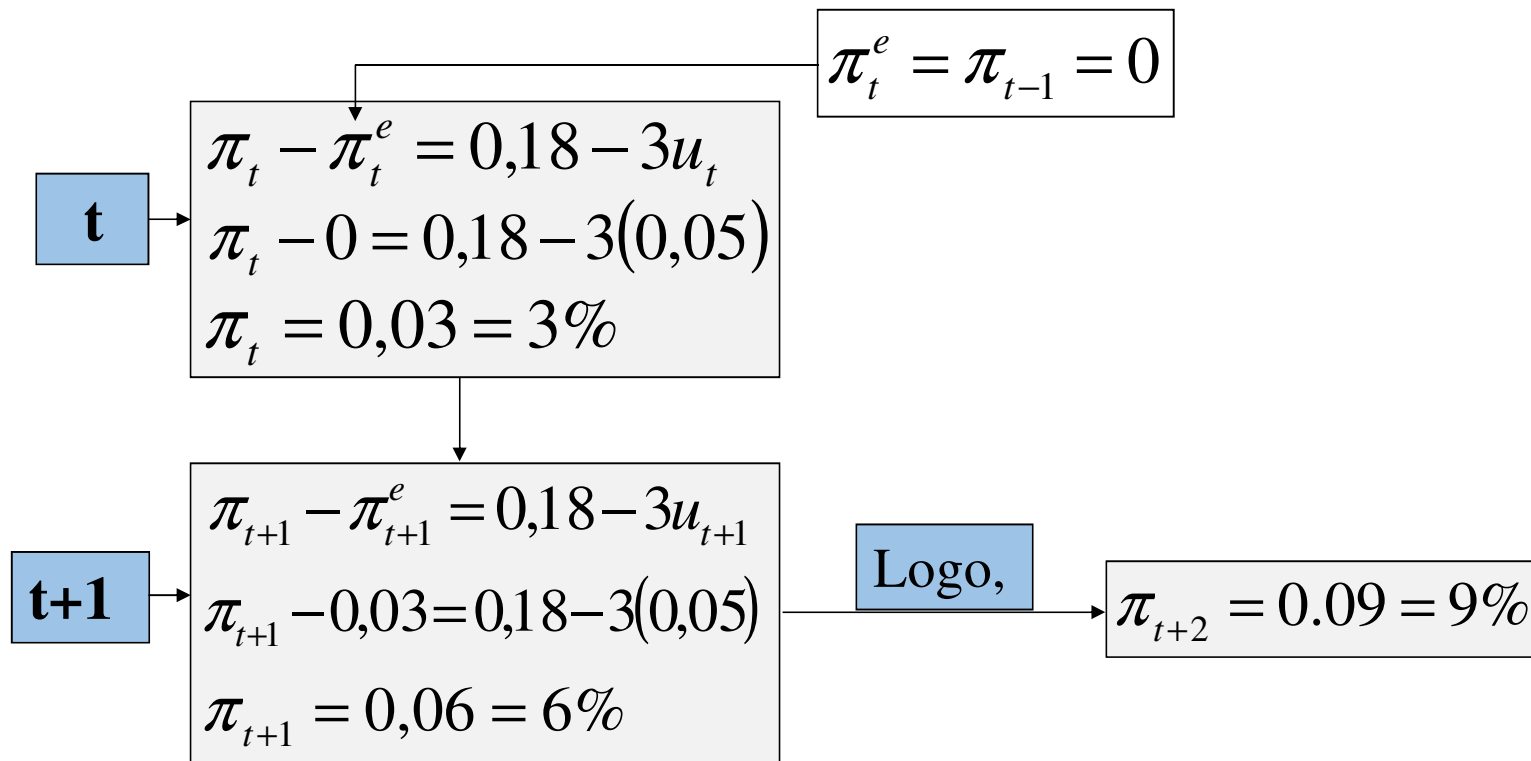 π_t^e = π_{t−1} = 0
t
π_t − π_t^e = 0,18 − 3u_t
π_t − 0 = 0,18 − 3(0,05)
π_t = 0,03 = 3%
t+1
π_{t+1} − π_{t+1}^e = 0,18 − 3u_{t+1}
π_{t+1} − 0,03 = 0,18 − 3(0,05)
π_{t+1} = 0,06 = 6%
Logo,
π_{t+2} = 0.09 = 9%